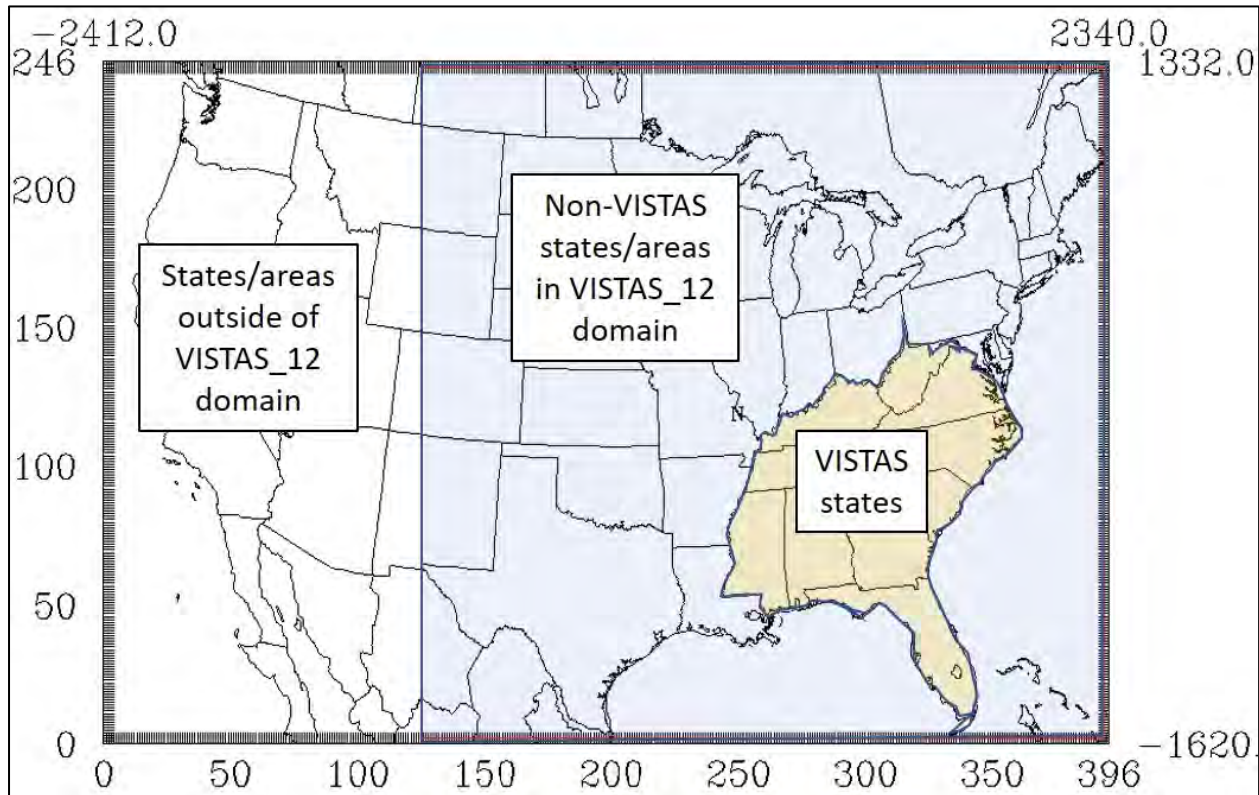 -2412.0
2340.0
246
1332.0
200
150
100
50
0
-1620.
0
50
100
150
200
250
300
350
396
States/areas
outside of
VISTAS_12
domain
Non-VISTAS
states/areas
in VISTAS_12
domain
N
VISTAS
states